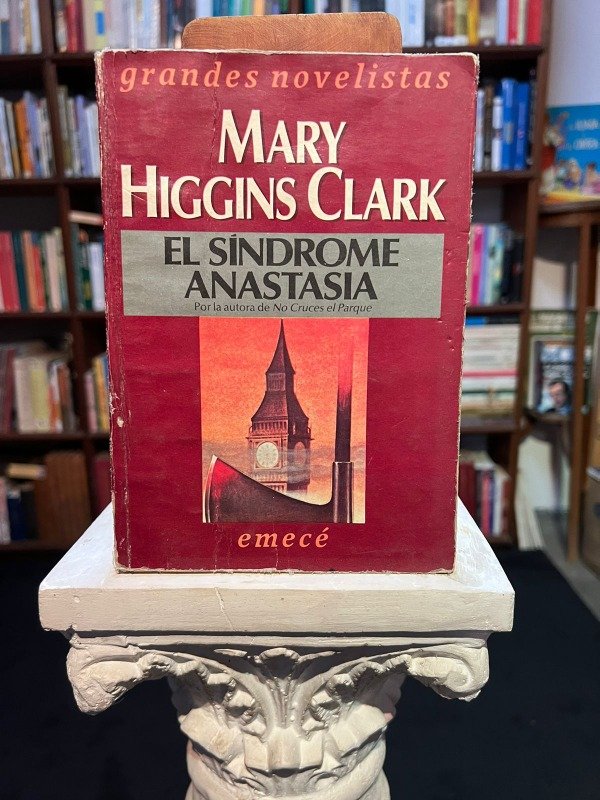 grandes novelistas
MARY
HIGGINS CLARK
EL SÍNDROME
ANASTASIA
Por la autora de No Cruces el Parque
emecé